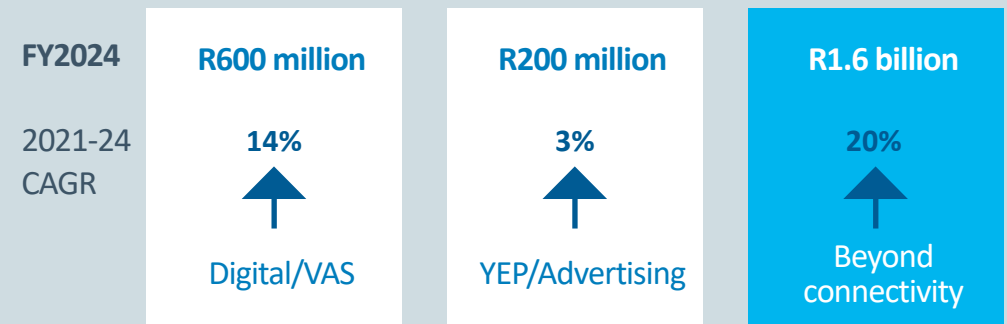 FY2024
R600 million
R200 million
R1.6 billion
2021-24
CAGR
14%
3%
20%
Digital/VAS
YEP/Advertising
Beyond
connectivity